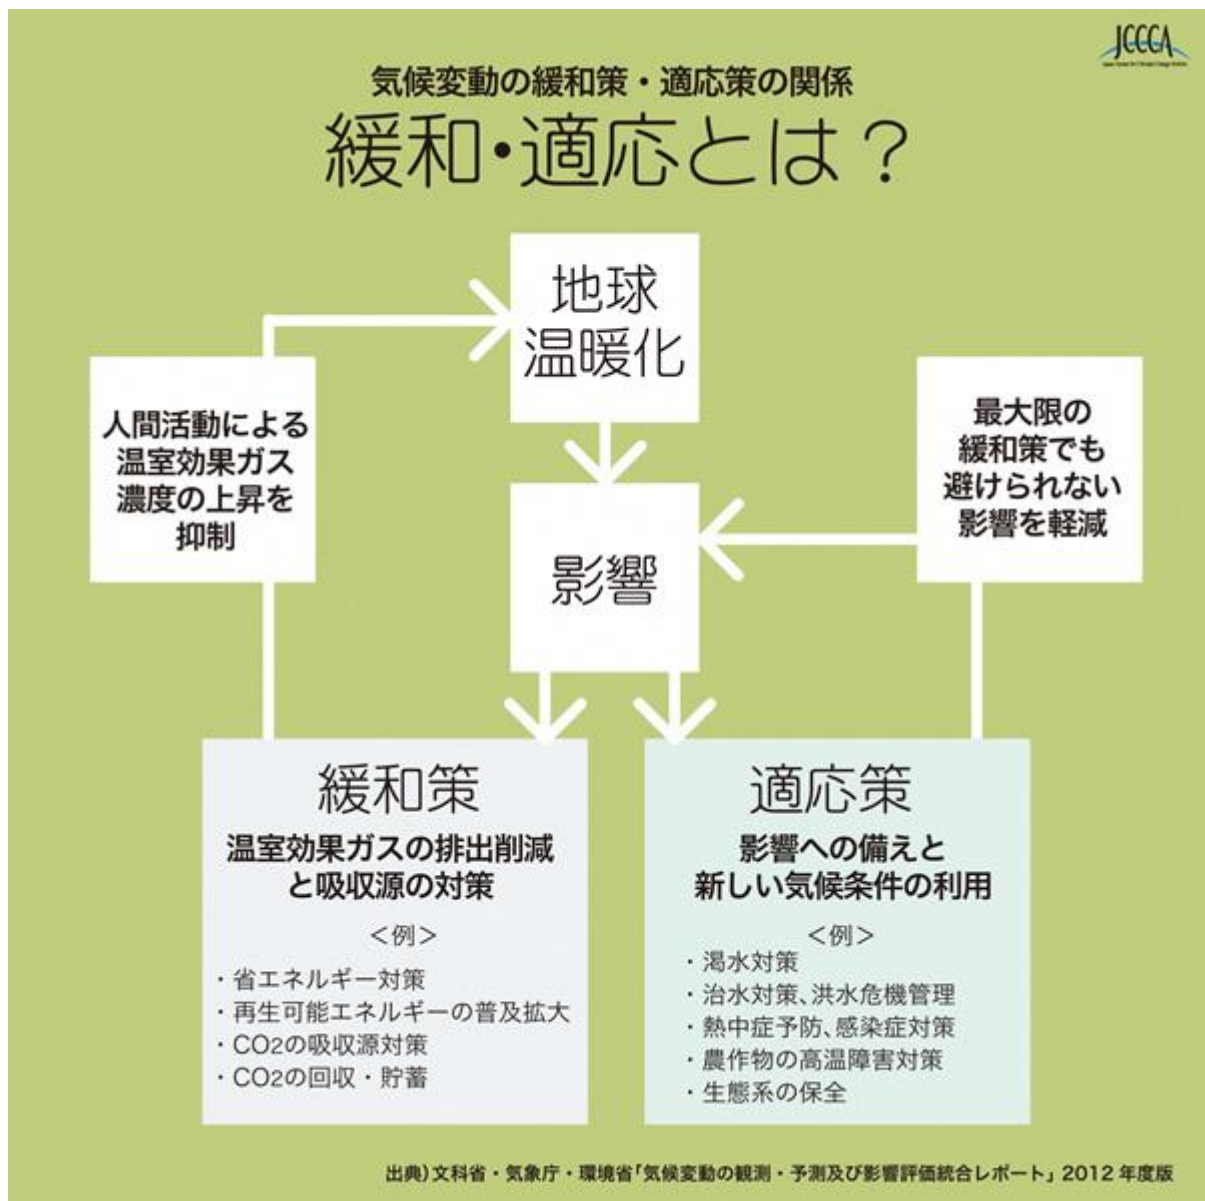 JCCCA
気候変動の緩和策・適応策の関係
緩和・適応とは？
地球
温暖化
人間活動による
温室効果ガス
濃度の上昇を
抑制
最大限の
緩和策でも
避けられない
影響を軽減
影響
緩和策
温室効果ガスの排出削減
と吸収源の対策
＜例＞
・省エネルギー対策
・再生可能エネルギーの普及拡大
・CO2の吸収源対策
・CO2の回収・貯蓄
適応策
影響への備えと
新しい気候条件の利用
＜例＞
・渇水対策
・治水対策、洪水危機管理
・熱中症予防、感染症対策
・農作物の高温障害対策
・生態系の保全
出典）文科省・気象庁・環境省「気候変動の観測・予測及び影響評価統合レポート」2012年度版